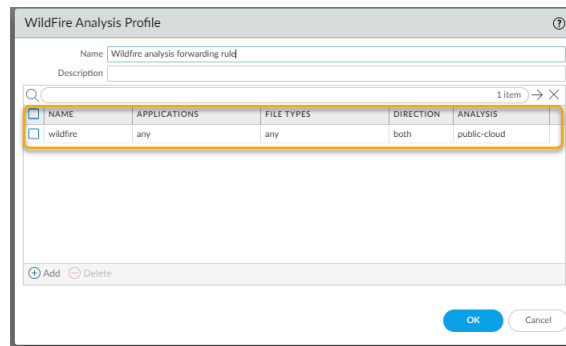 WildFire Analysis Profile
Name Wildfire analysis forwarding rule
Description
1 item
NAME APPLICATIONS FILE TYPES DIRECTION ANALYSIS
wildfire any any both public-cloud
Add Delete
OK Cancel